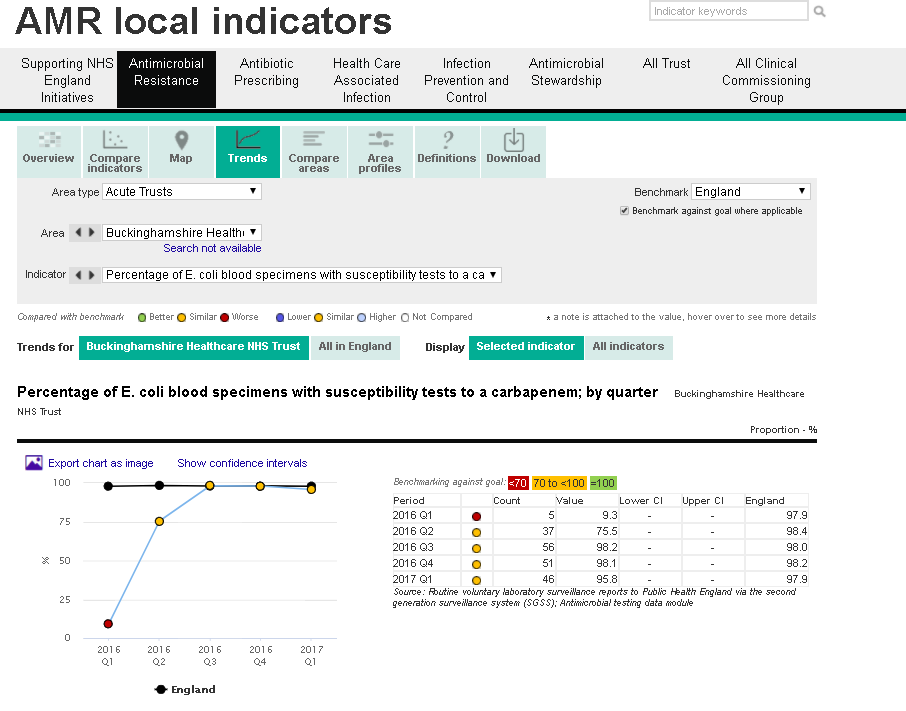 AMR local indicators
Indicator keywords
Supporting NHS England Initiatives
Antimicrobial Resistance
Antibiotic Prescribing
Health Care Associated Infection
Infection Prevention and Control
Antimicrobial Stewardship
All Trust
All Clinical Commissioning Group
Overview
Compare indicators
Map
Trends
Compare areas
Area profiles
Definitions
Download
Area type Acute Trusts
Benchmark England
Benchmark against goal where applicable
Area Buckinghamshire Healthc
Search not available
Indicator Percentage of E. coli blood specimens with susceptibility tests to a ca
Compared with benchmark Better Similar Worse Lower Similar Higher Not Compared
* a note is attached to the value, hover over to see more details
Trends for Buckinghamshire Healthcare NHS Trust All in England Display Selected indicator All indicators
Percentage of E. coli blood specimens with susceptibility tests to a carbapenem; by quarter Buckinghamshire Healthcare
NHS Trust
Proportion - %
Export chart as image Show confidence intervals
100
75
50
25
0
%
2016 Q1
2016 Q2
2016 Q3
2016 Q4
2017 Q1
England
Benchmarking against goal: <70 70 to <100 =100
Period Count Value Lower CI Upper CI England
2016 Q1 5 9.3 - - 97.9
2016 Q2 37 75.5 - - 98.4
2016 Q3 56 98.2 - - 98.0
2016 Q4 51 98.1 - - 98.2
2017 Q1 46 95.8 - - 97.9
Source: Routine voluntary laboratory surveillance reports to Public Health England via the second
generation surveillance system (SGSS); Antimicrobial testing data module